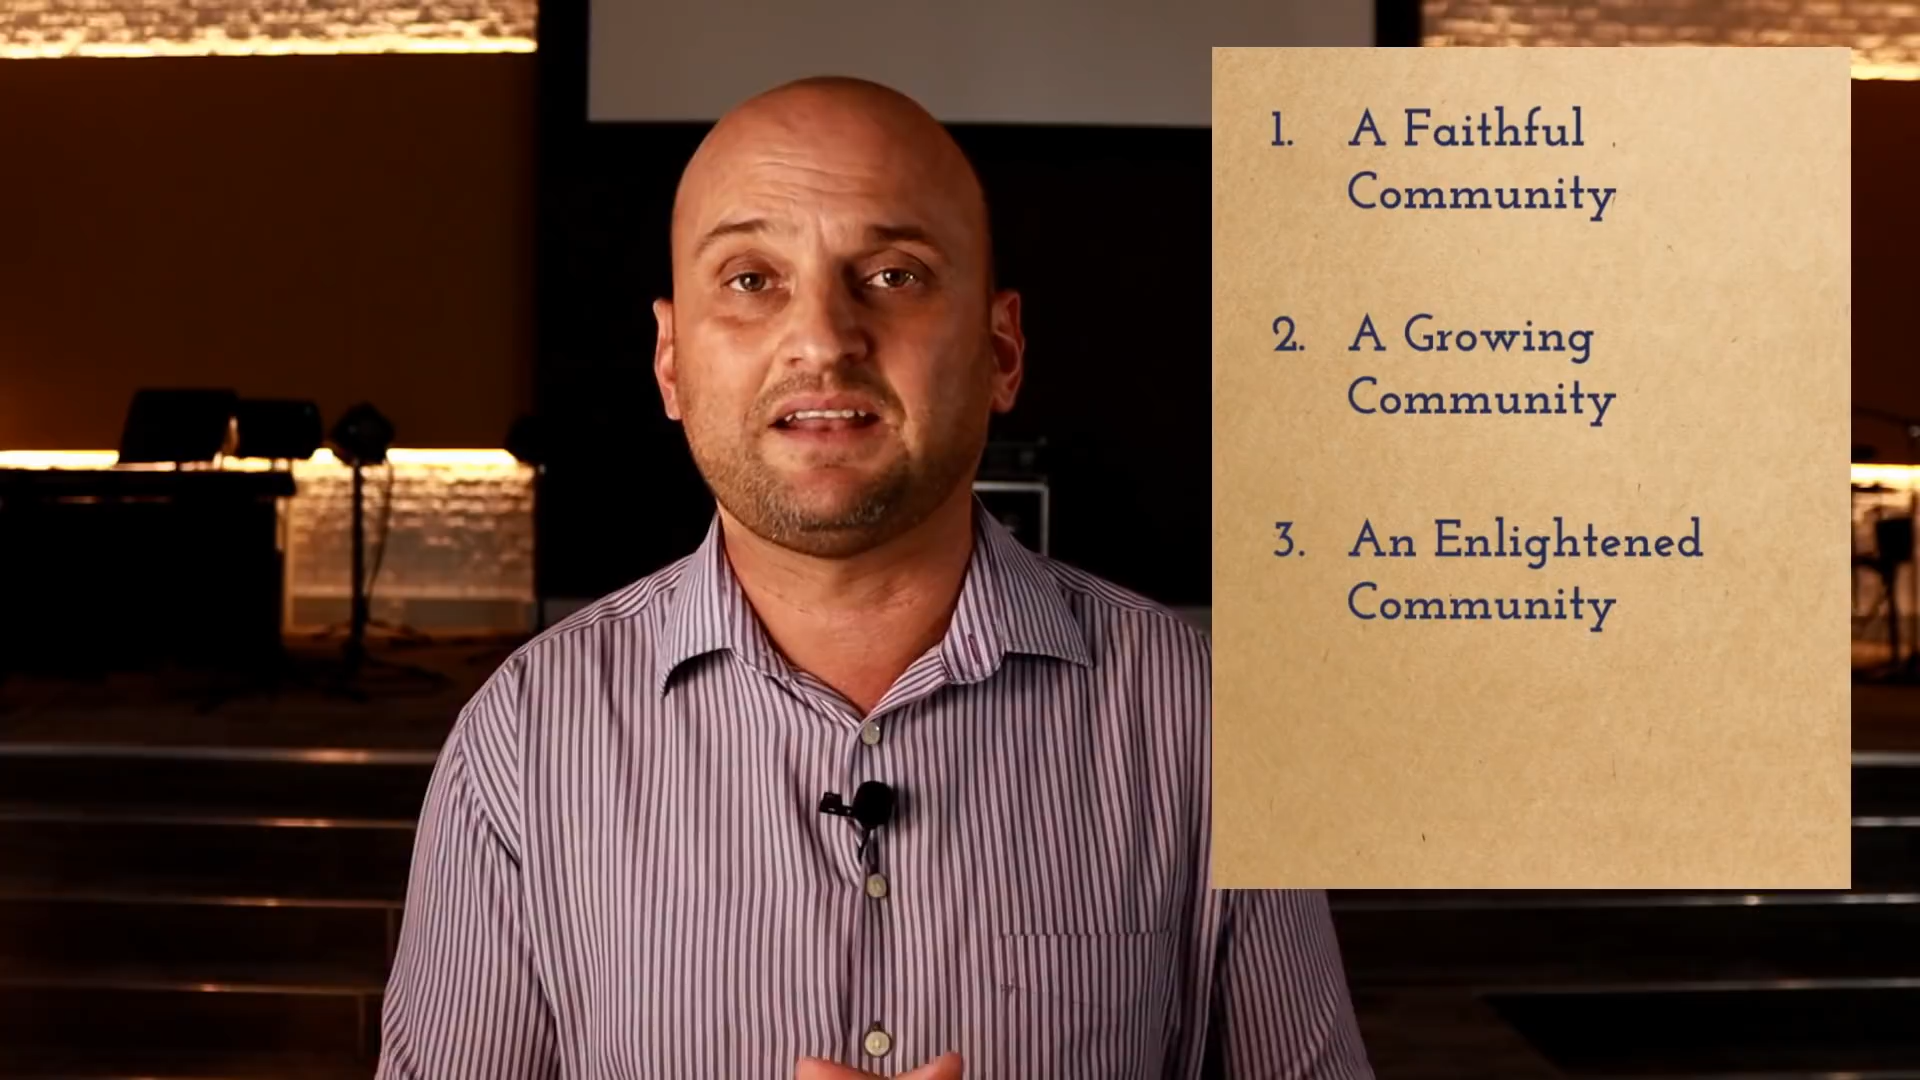 1. A Faithful
Community
2. A Growing
Community
3. An Enlightened
Community